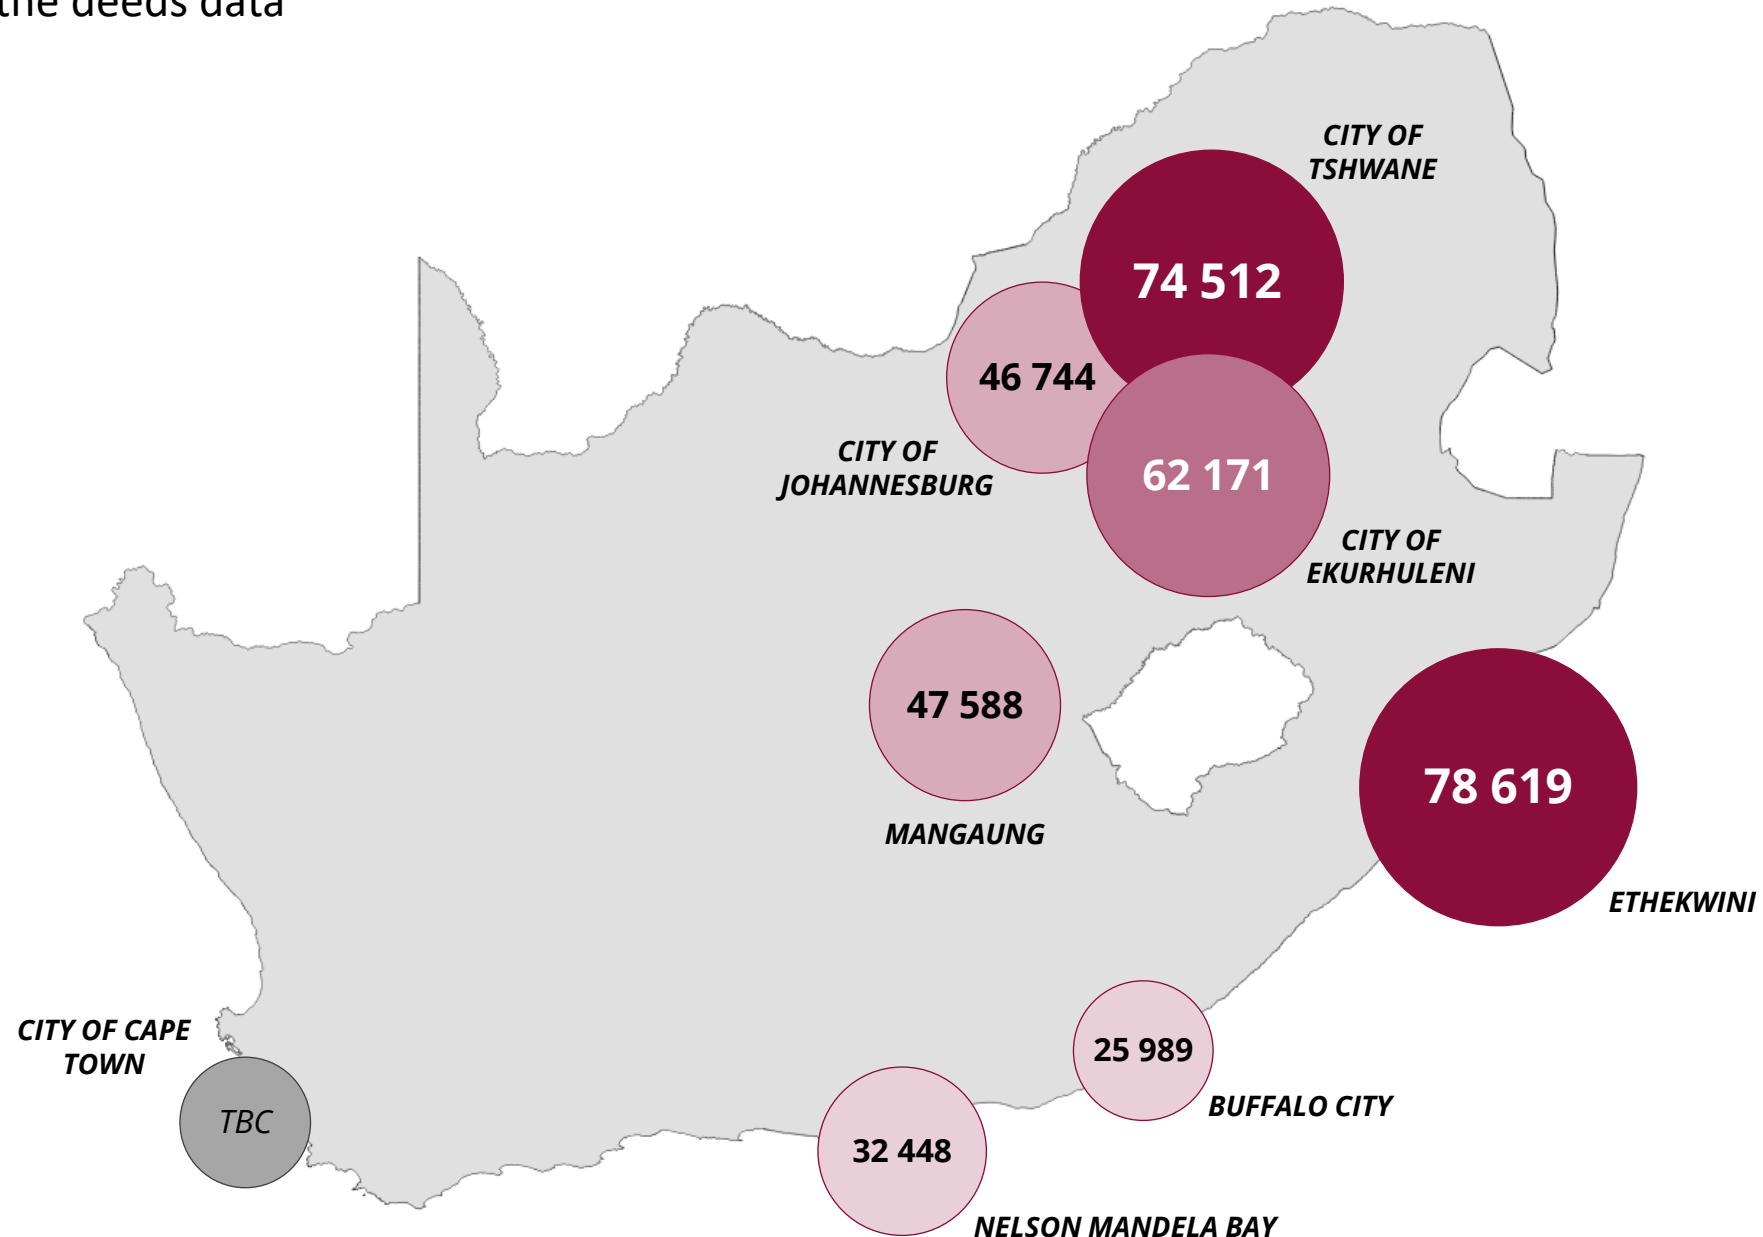 the deeds data
CITY OF
TSHWANE
74 512
46 744
CITY OF
JOHANNESBURG
62 171
CITY OF
EKURHULENI
47 588
MANGAUNG
78 619
ETHEKWINI
CITY OF CAPE
TOWN
TBC
25 989
BUFFALO CITY
32 448
NELSON MANDELA BAY